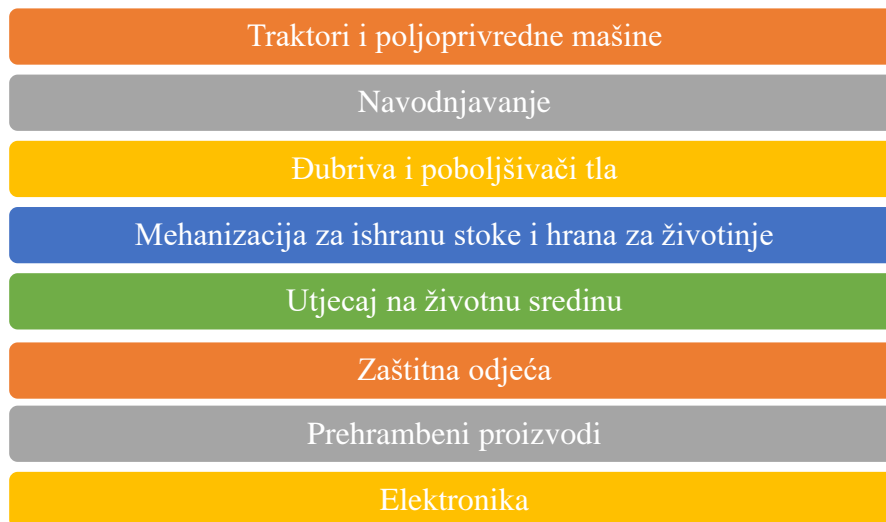 Traktori i poljoprivredne mašine
Navodnjavanje
Đubriva i poboljšivači tla
Mehanizacija za ishranu stoke i hrana za životinje
Utjecaj na životnu sredinu
Zaštitna odjeća
Prehrambeni proizvodi
Elektronika